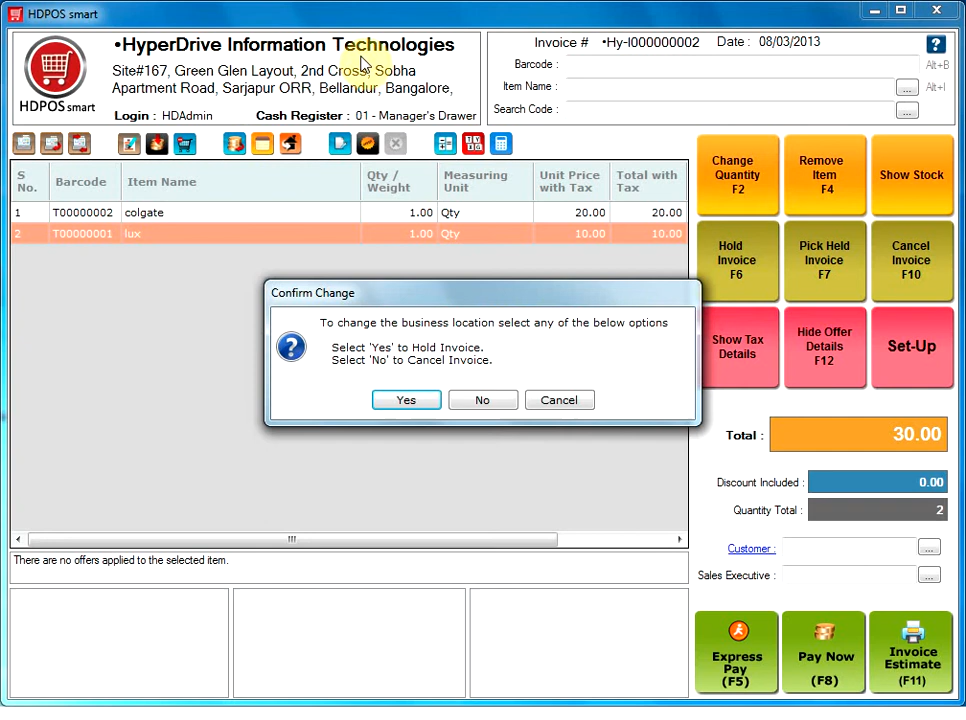 HDPOS smart
•HyperDrive Information Technologies
Site#167, Green Glen Layout, 2nd Cross, Sobha
Apartment Road, Sarjapur ORR, Bellandur, Bangalore,
HDPOS smart
Login : HDAdmin Cash Register : 01 - Manager's Drawer
Invoice # •Hy-I000000002 Date : 08/03/2013
?
Barcode : Alt+B
Item Name : ... Alt+I
Search Code : ...
S No. Barcode Item Name Qty / Weight Measuring Unit Unit Price with Tax Total with Tax
1 T00000002 colgate 1.00 Qty 20.00 20.00
2 T00000001 lux 1.00 Qty 10.00 10.00
Change Quantity F2
Remove Item F4
Show Stock
Hold Invoice F6
Pick Held Invoice F7
Cancel Invoice F10
Show Tax Details
Hide Offer Details F12
Set-Up
Confirm Change
To change the business location select any of the below options
Select 'Yes' to Hold Invoice.
Select 'No' to Cancel Invoice.
Yes No Cancel
Total : 30.00
Discount Included : 0.00
Quantity Total : 2
Customer : ...
Sales Executive : ...
There are no offers applied to the selected item.
Express Pay (F5)
Pay Now (F8)
Invoice Estimate (F11)